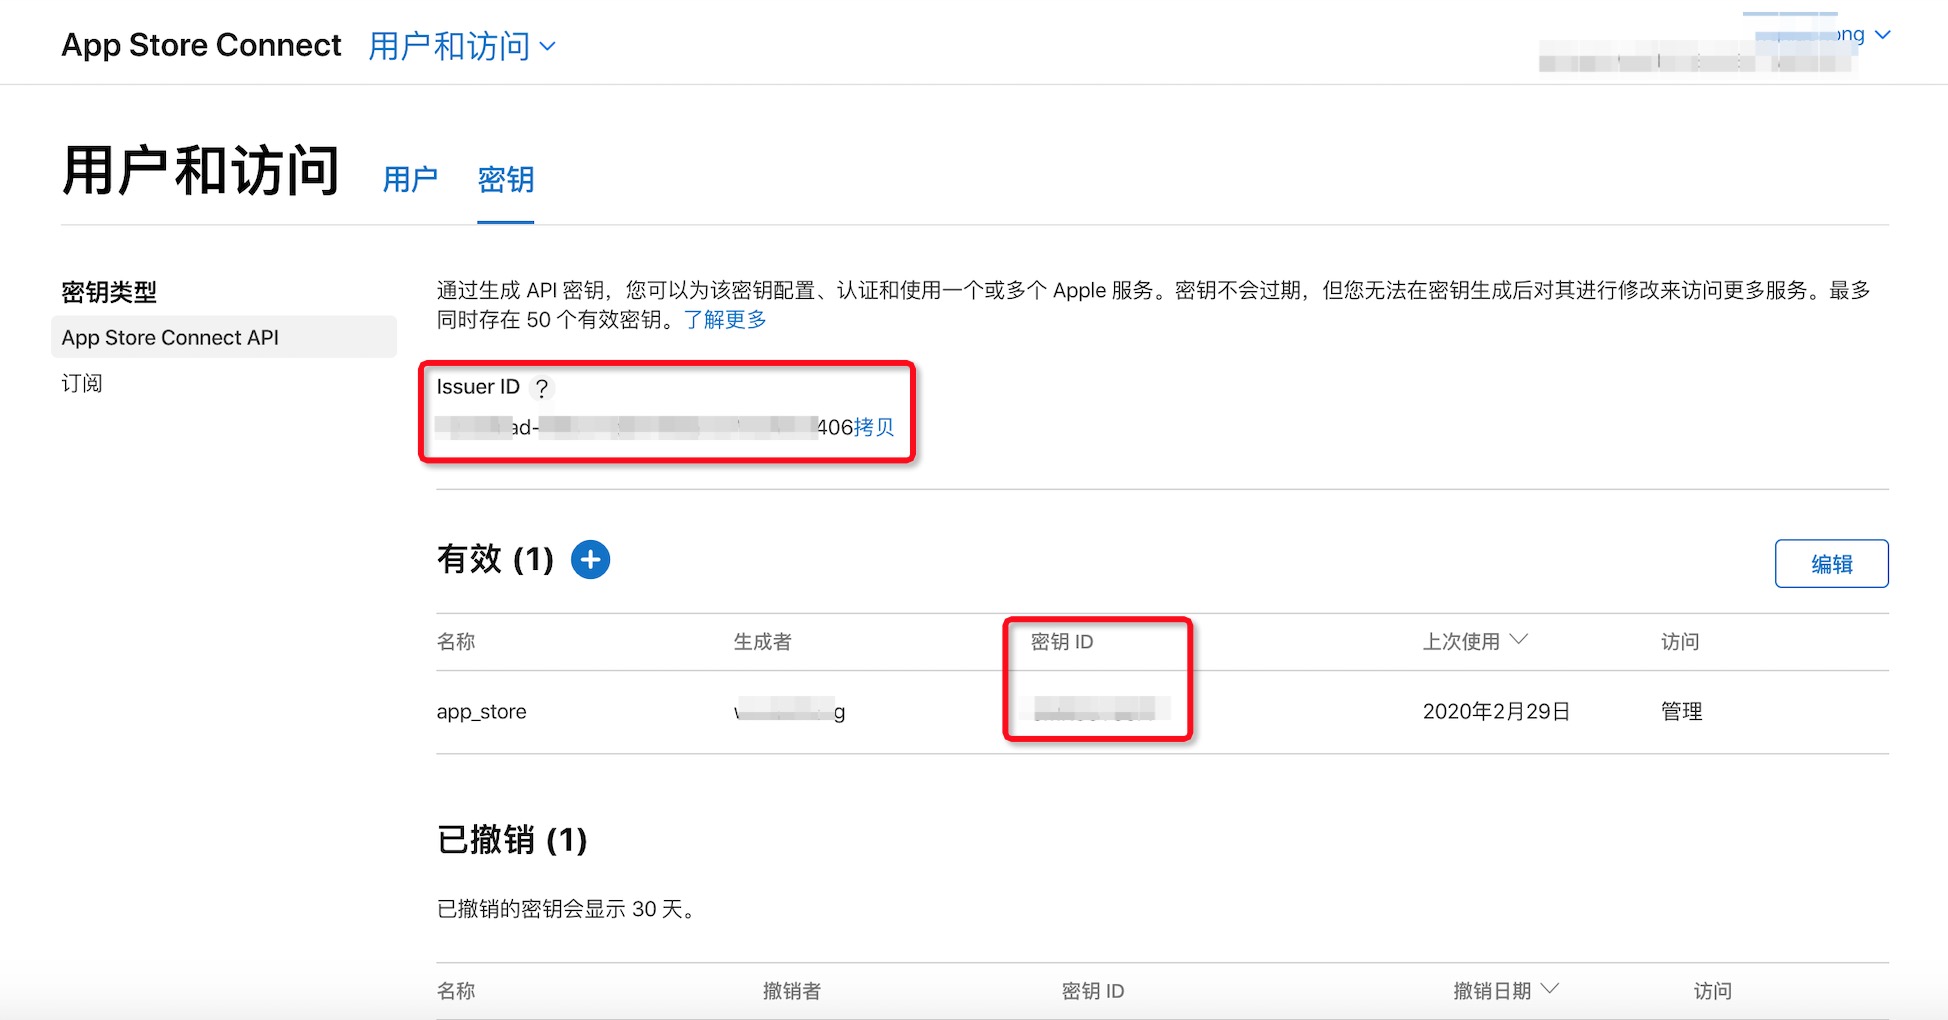 App Store Connect 用户和访问
ong
用户和访问 用户 密钥
密钥类型
App Store Connect API
订阅
通过生成 API 密钥，您可以为该密钥配置、认证和使用一个或多个 Apple 服务。密钥不会过期，但您无法在密钥生成后对其进行修改来访问更多服务。最多
同时存在 50 个有效密钥。了解更多
Issuer ID ?
ad- 406拷贝
有效 (1) +
编辑
名称 生成者 密钥 ID 上次使用 访问
app_store g 2020年2月29日 管理
已撤销 (1)
已撤销的密钥会显示 30 天。
名称 撤销者 密钥 ID 撤销日期 访问